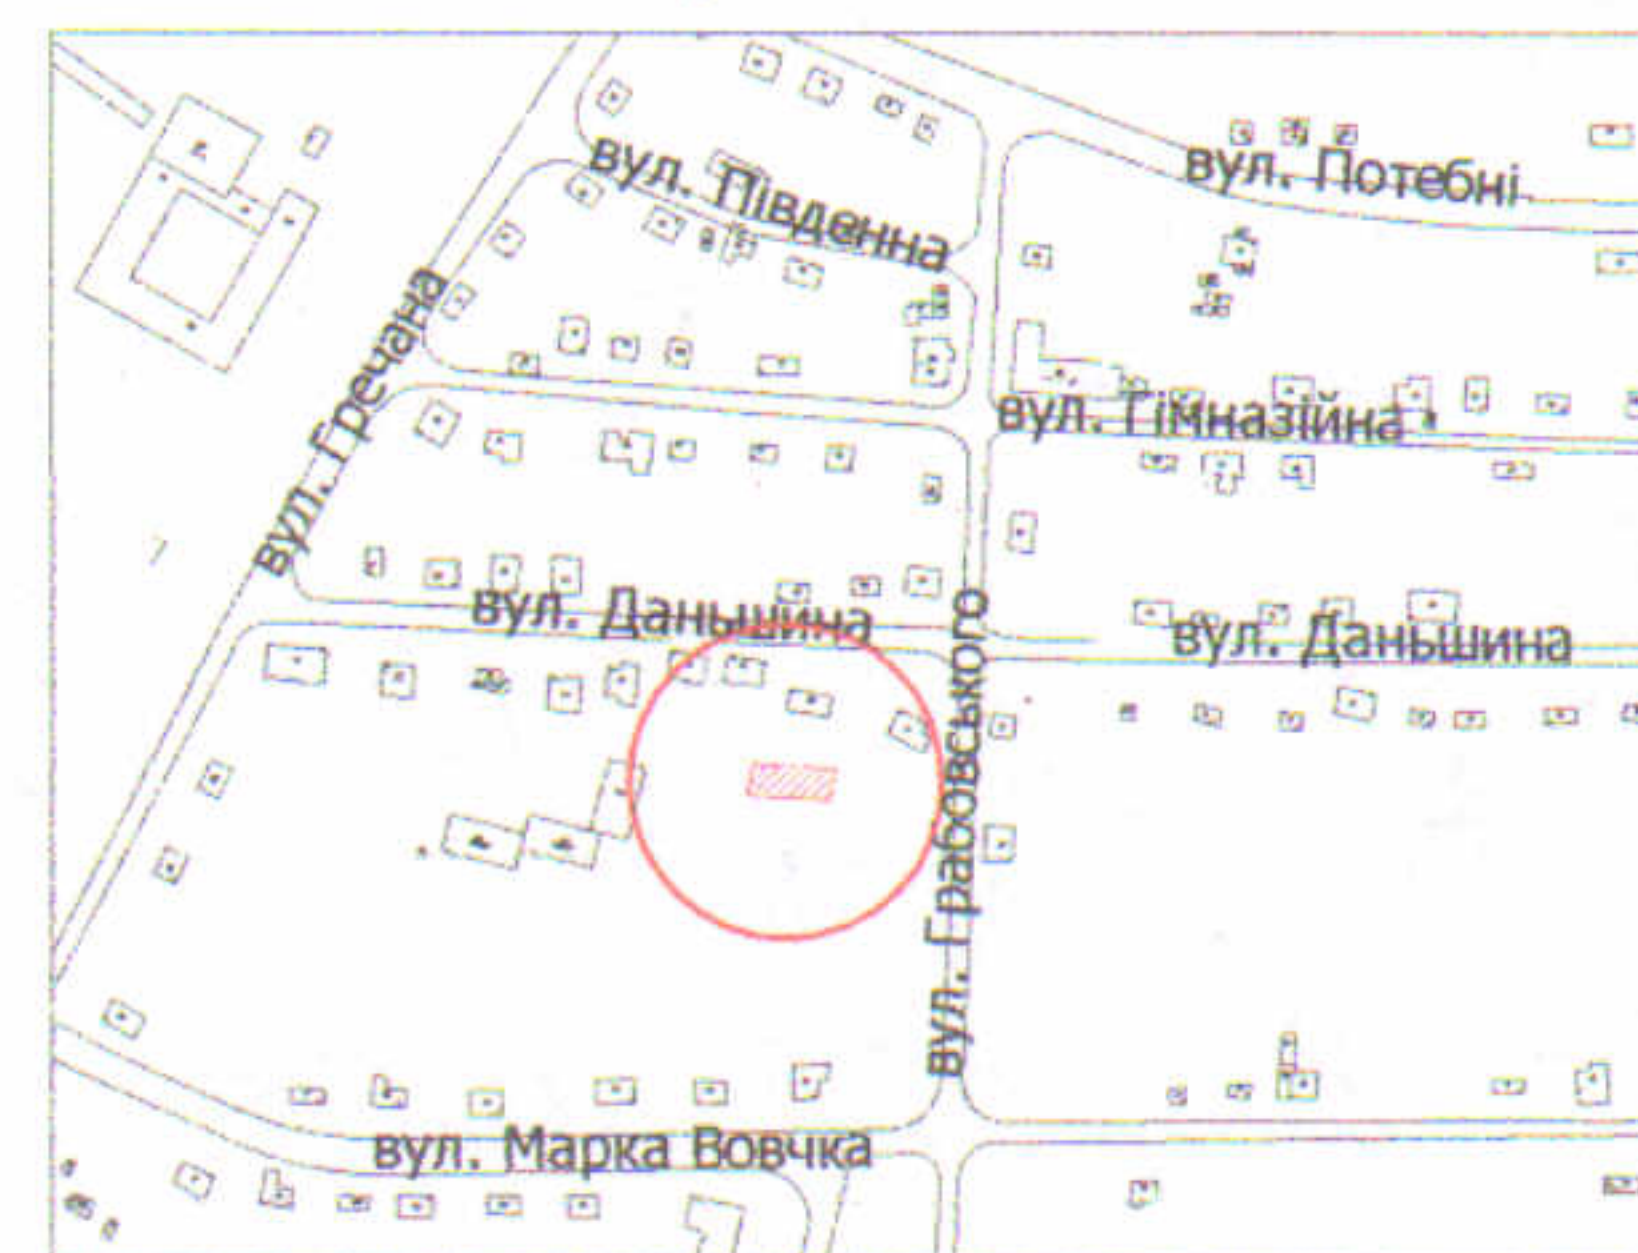 вул. Південна
вул. Потебні
вул. Гречана
вул. Гімназійна
вул. Даньшина
вул. Даньшина
вул. Грабовського
вул. Марка Вовчка